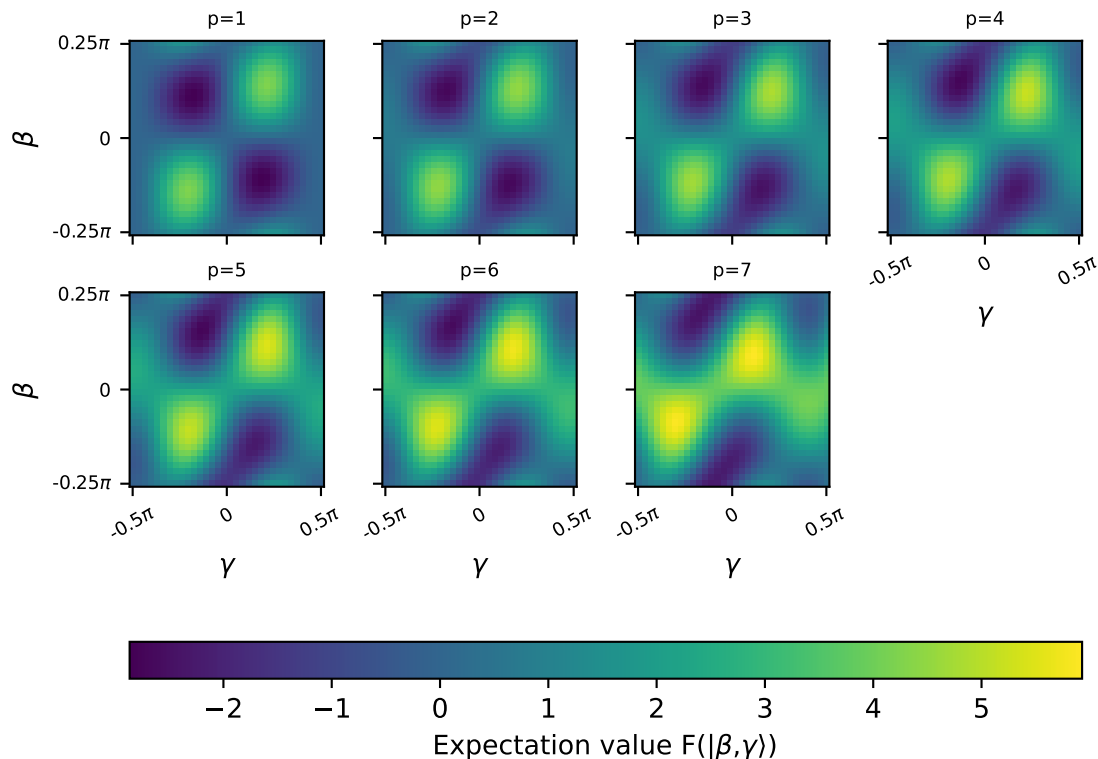 p=1 p=2 p=3 p=4
0.25π
β
0
-0.25π
-0.5π 0 0.5π
γ
p=5 p=6 p=7
0.25π
β
0
-0.25π
-0.5π 0 0.5π -0.5π 0 0.5π -0.5π 0 0.5π
γ γ γ
−2 −1 0 1 2 3 4 5
Expectation value F(|β,γ⟩)